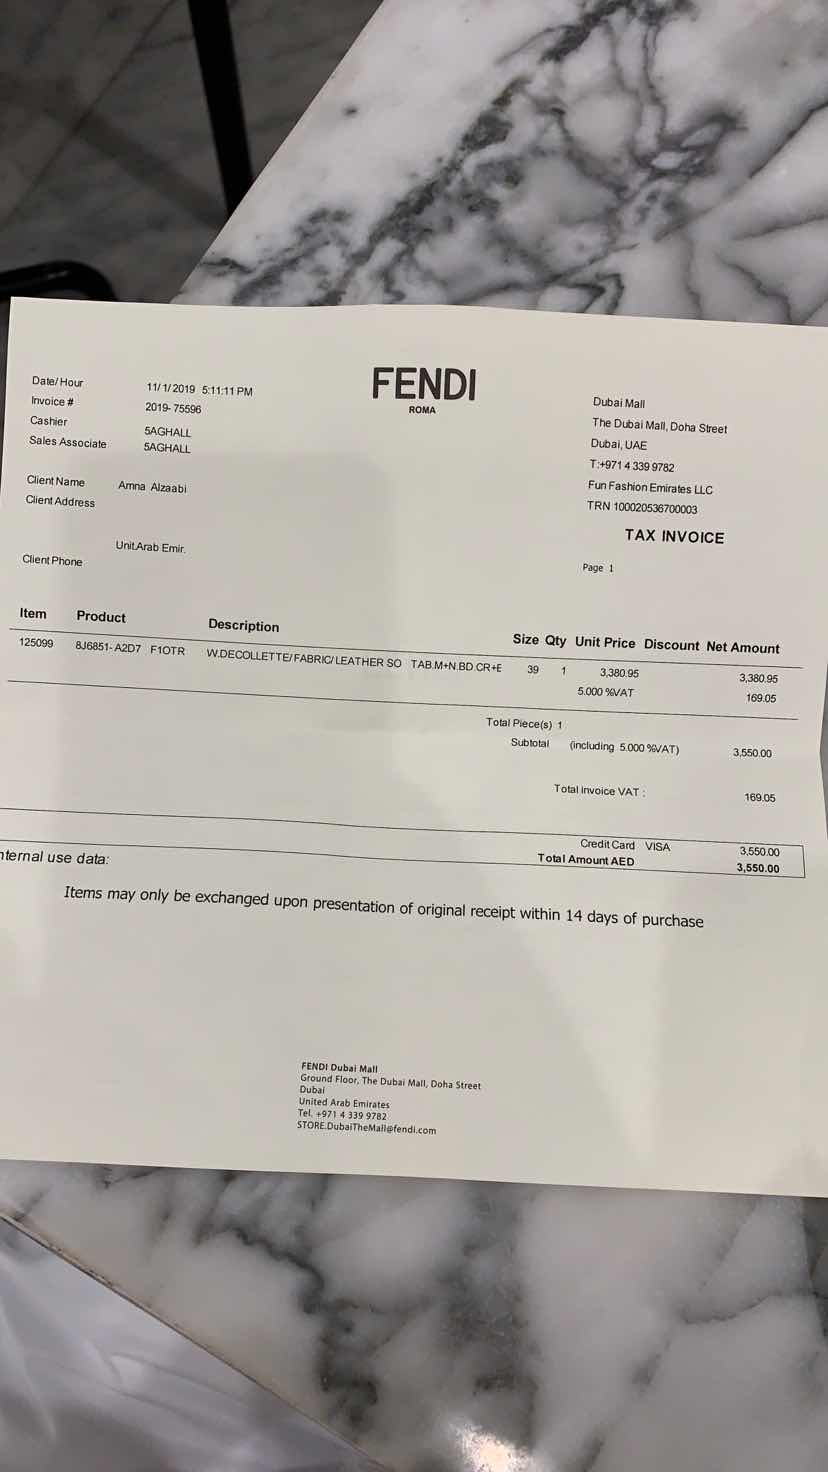 FENDI
ROMA
Date/Hour 11/1/2019 5:11:11 PM
Invoice # 2019-75596
Cashier 5AGHALL
Sales Associate 5AGHALL
Client Name Amna Alzaabi
Client Address
Unit.Arab Emir.
Client Phone
Dubai Mall
The Dubai Mall, Doha Street
Dubai, UAE
T:+971 4 339 9782
Fun Fashion Emirates LLC
TRN 100020536700003
TAX INVOICE
Page 1
Item Product Description Size Qty Unit Price Discount Net Amount
125099 8J6851-A2D7 F1OTR W.DECOLLETTE/FABRIC/LEATHER SO TAB.M+N.BD.CR+E 39 1 3,380.95 3,380.95
5.000 %VAT 169.05
Total Piece(s) 1
Subtotal (including 5.000 %VAT) 3,550.00
Total Invoice VAT : 169.05
Credit Card VISA 3,550.00
Total Amount AED 3,550.00
nternal use data:
Items may only be exchanged upon presentation of original receipt within 14 days of purchase
FENDI Dubai Mall
Ground Floor, The Dubai Mall, Doha Street
Dubai
United Arab Emirates
Tel. +971 4 339 9782
STORE.DubaiTheMall@fendi.com